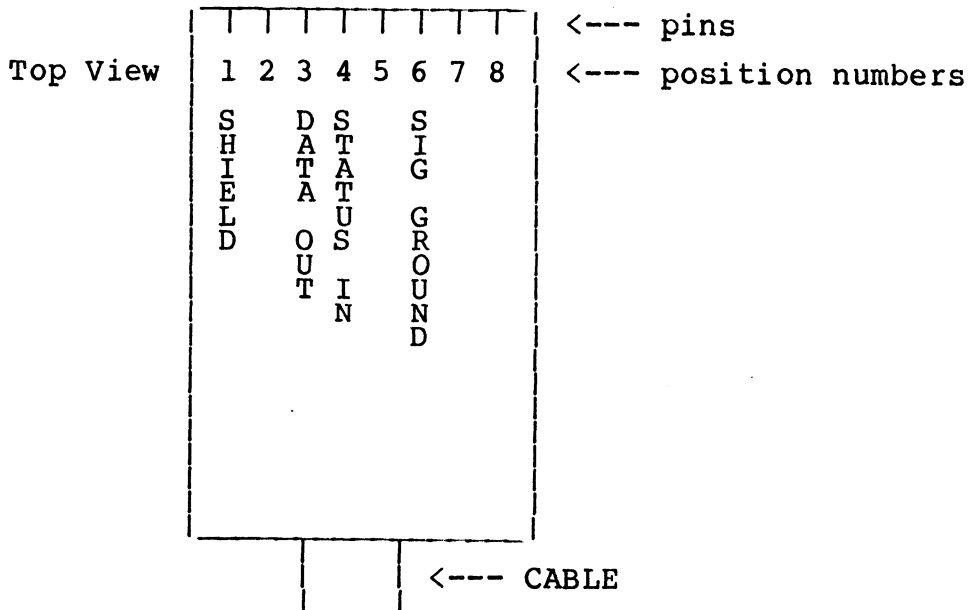 <--- pins
Top View 1 2 3 4 5 6 7 8 <--- position numbers
SHIELD
DATA OUT
STATUS IN
SIG GROUND
<--- CABLE